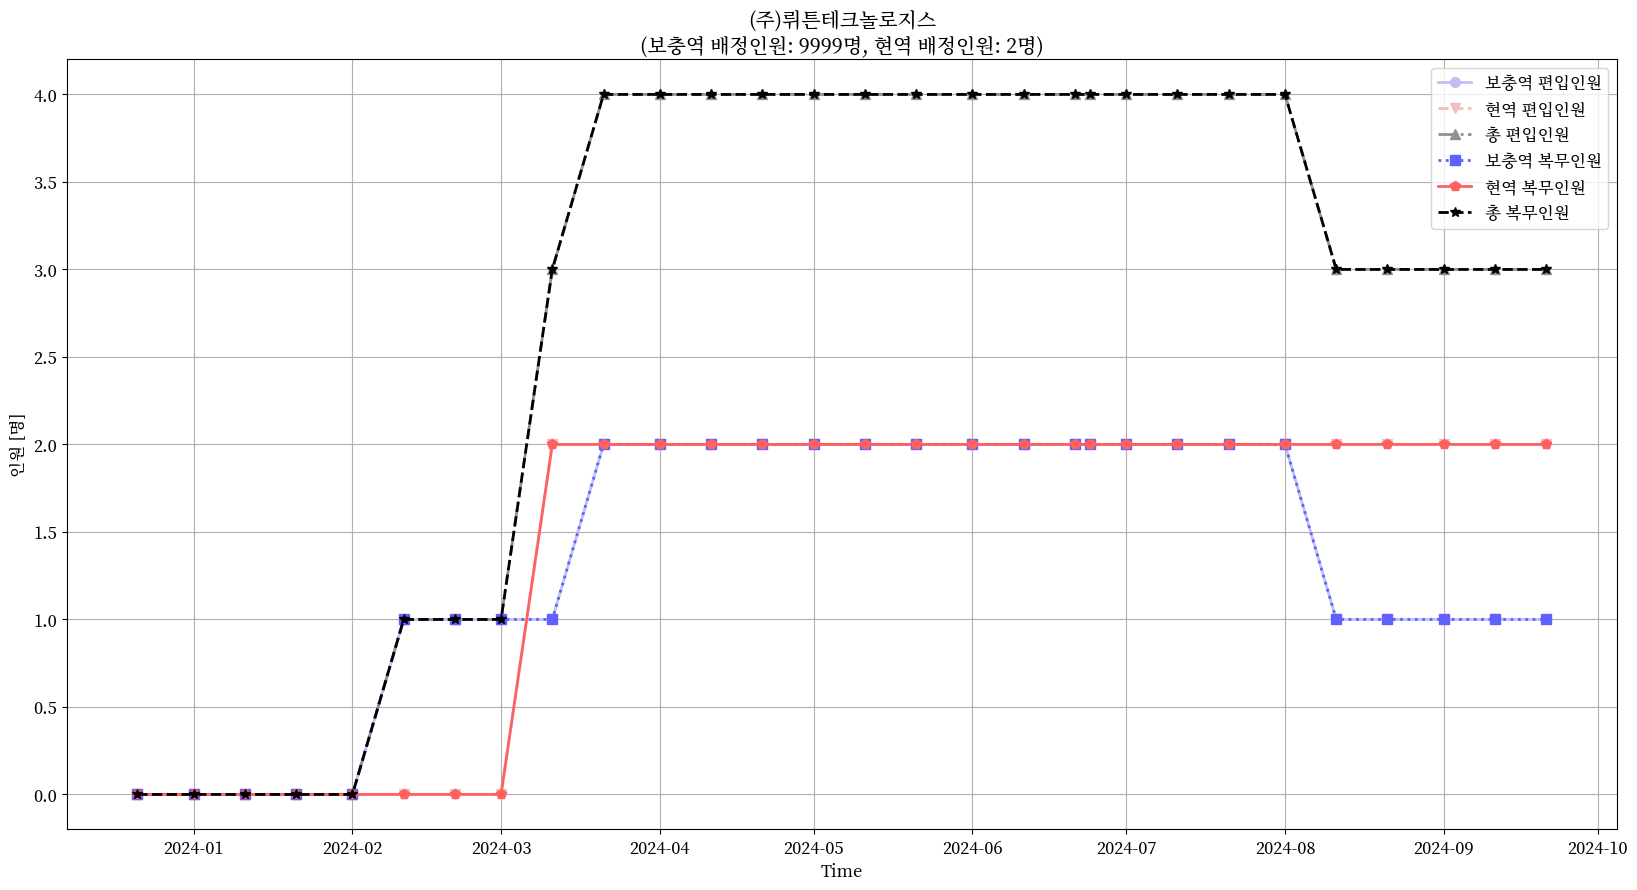 (주)뤼튼테크놀로지스
(보충역 배정인원: 9999명, 현역 배정인원: 2명)
보충역 편입인원
현역 편입인원
총 편입인원
보충역 복무인원
현역 복무인원
총 복무인원
인원 [명]
4.0
3.5
3.0
2.5
2.0
1.5
1.0
0.5
0.0
2024-01 2024-02 2024-03 2024-04 2024-05 2024-06 2024-07 2024-08 2024-09 2024-10
Time